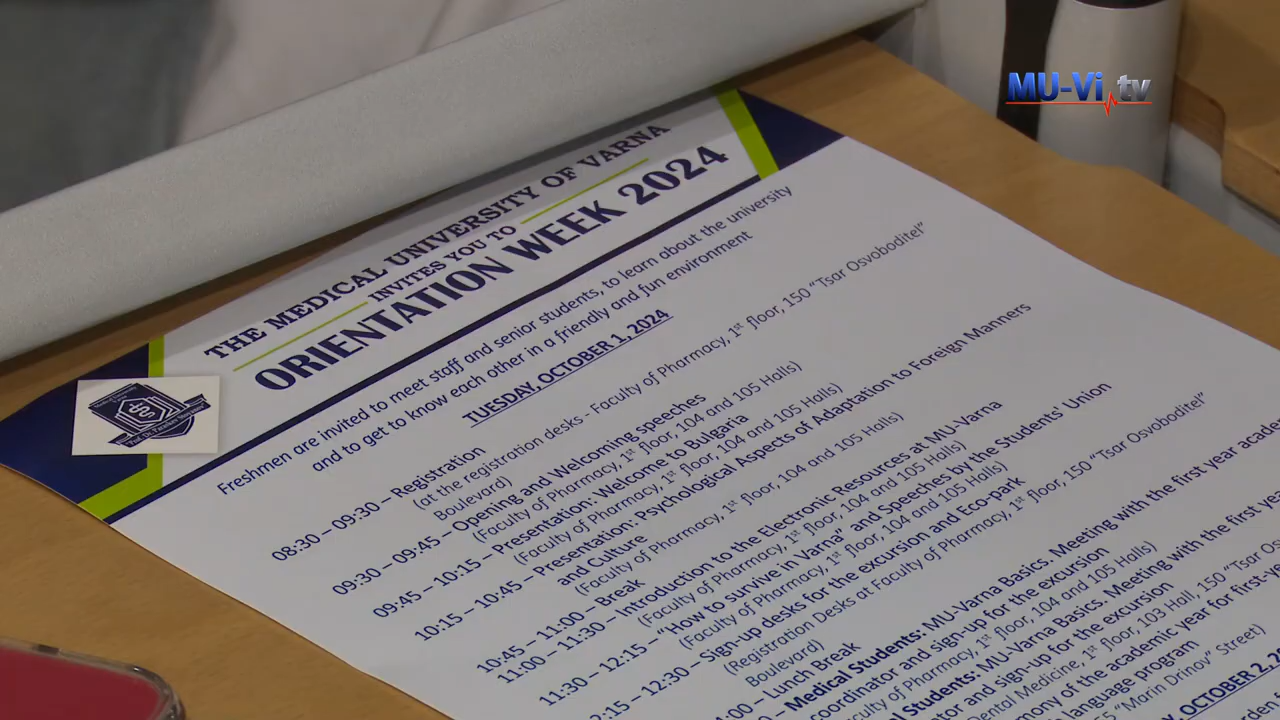 MU-Vi.tv
THE MEDICAL UNIVERSITY OF VARNA
INVITES YOU TO
ORIENTATION WEEK 2024
Freshmen are invited to meet staff and senior students, to learn about the university
and to get to know each other in a friendly and fun environment
TUESDAY, OCTOBER 1, 2024
08:30 – 09:30 – Registration
(at the registration desks - Faculty of Pharmacy, 1st floor, 150 "Tsar Osvoboditel"
Boulevard)
09:30 – 09:45 – Opening and Welcoming speeches
(Faculty of Pharmacy, 1st floor, 104 and 105 Halls)
09:45 – 10:15 – Presentation: Welcome to Bulgaria
(Faculty of Pharmacy, 1st floor, 104 and 105 Halls)
10:15 – 10:45 – Presentation: Psychological Aspects of Adaptation to Foreign Manners
and Culture
(Faculty of Pharmacy, 1st floor, 104 and 105 Halls)
10:45 – 11:00 – Break
11:00 – 11:30 – Introduction to the Electronic Resources at MU-Varna
(Faculty of Pharmacy, 1st floor, 104 and 105 Halls)
11:30 – 12:15 – "How to survive in Varna" and Speeches by the Students' Union
(Faculty of Pharmacy, 1st floor, 104 and 105 Halls)
2:15 – 12:30 – Sign-up desks for the excursion and Eco-park
(Registration Desks at Faculty of Pharmacy, 1st floor, 150 "Tsar Osvoboditel"
Boulevard)
4:00 – Lunch Break
– Medical Students: MU-Varna Basics. Meeting with the first year acade
coordinator and sign-up for the excursion
Faculty of Pharmacy, 1st floor, 104 and 105 Halls)
Students: MU-Varna Basics. Meeting with the first yea
and sign-up for the excursion
Dental Medicine, 1st floor, 103 Hall, 150 "Tsar Os
of the academic year for first-
language program
"Marin Drinov" Street)
OCTOBER 2, 20